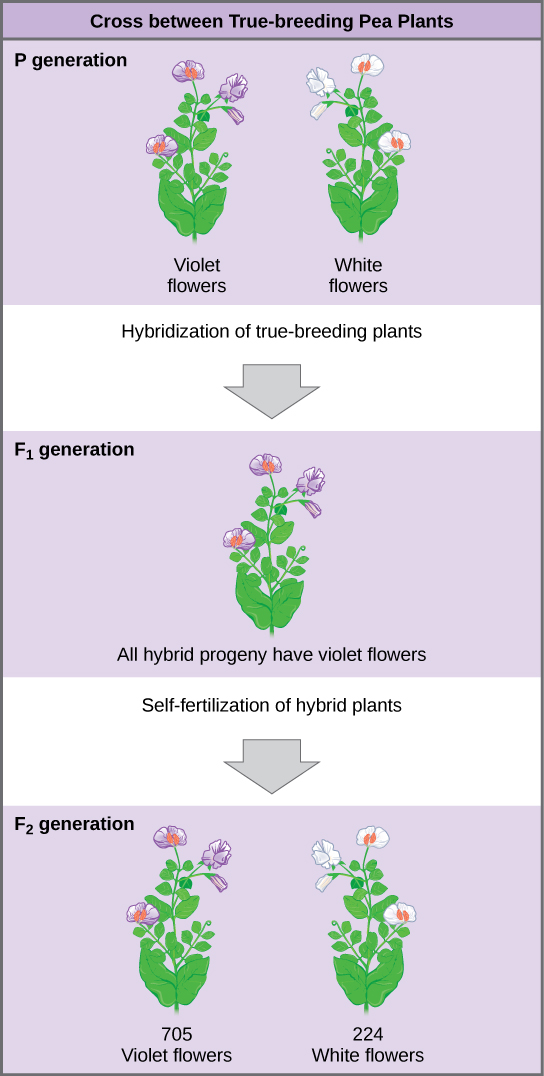 Cross between True-breeding Pea Plants
P generation
Violet
flowers
White
flowers
Hybridization of true-breeding plants
F₁ generation
All hybrid progeny have violet flowers
Self-fertilization of hybrid plants
F₂ generation
705
Violet flowers
224
White flowers